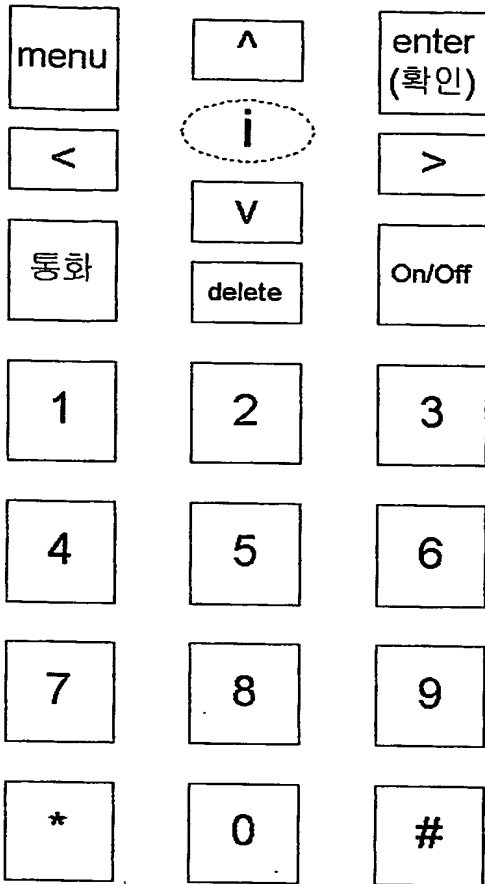 menu ^ enter
(확인)
i
< >
v
통화 delete On/Off
1 2 3
4 5 6
7 8 9
* 0 #